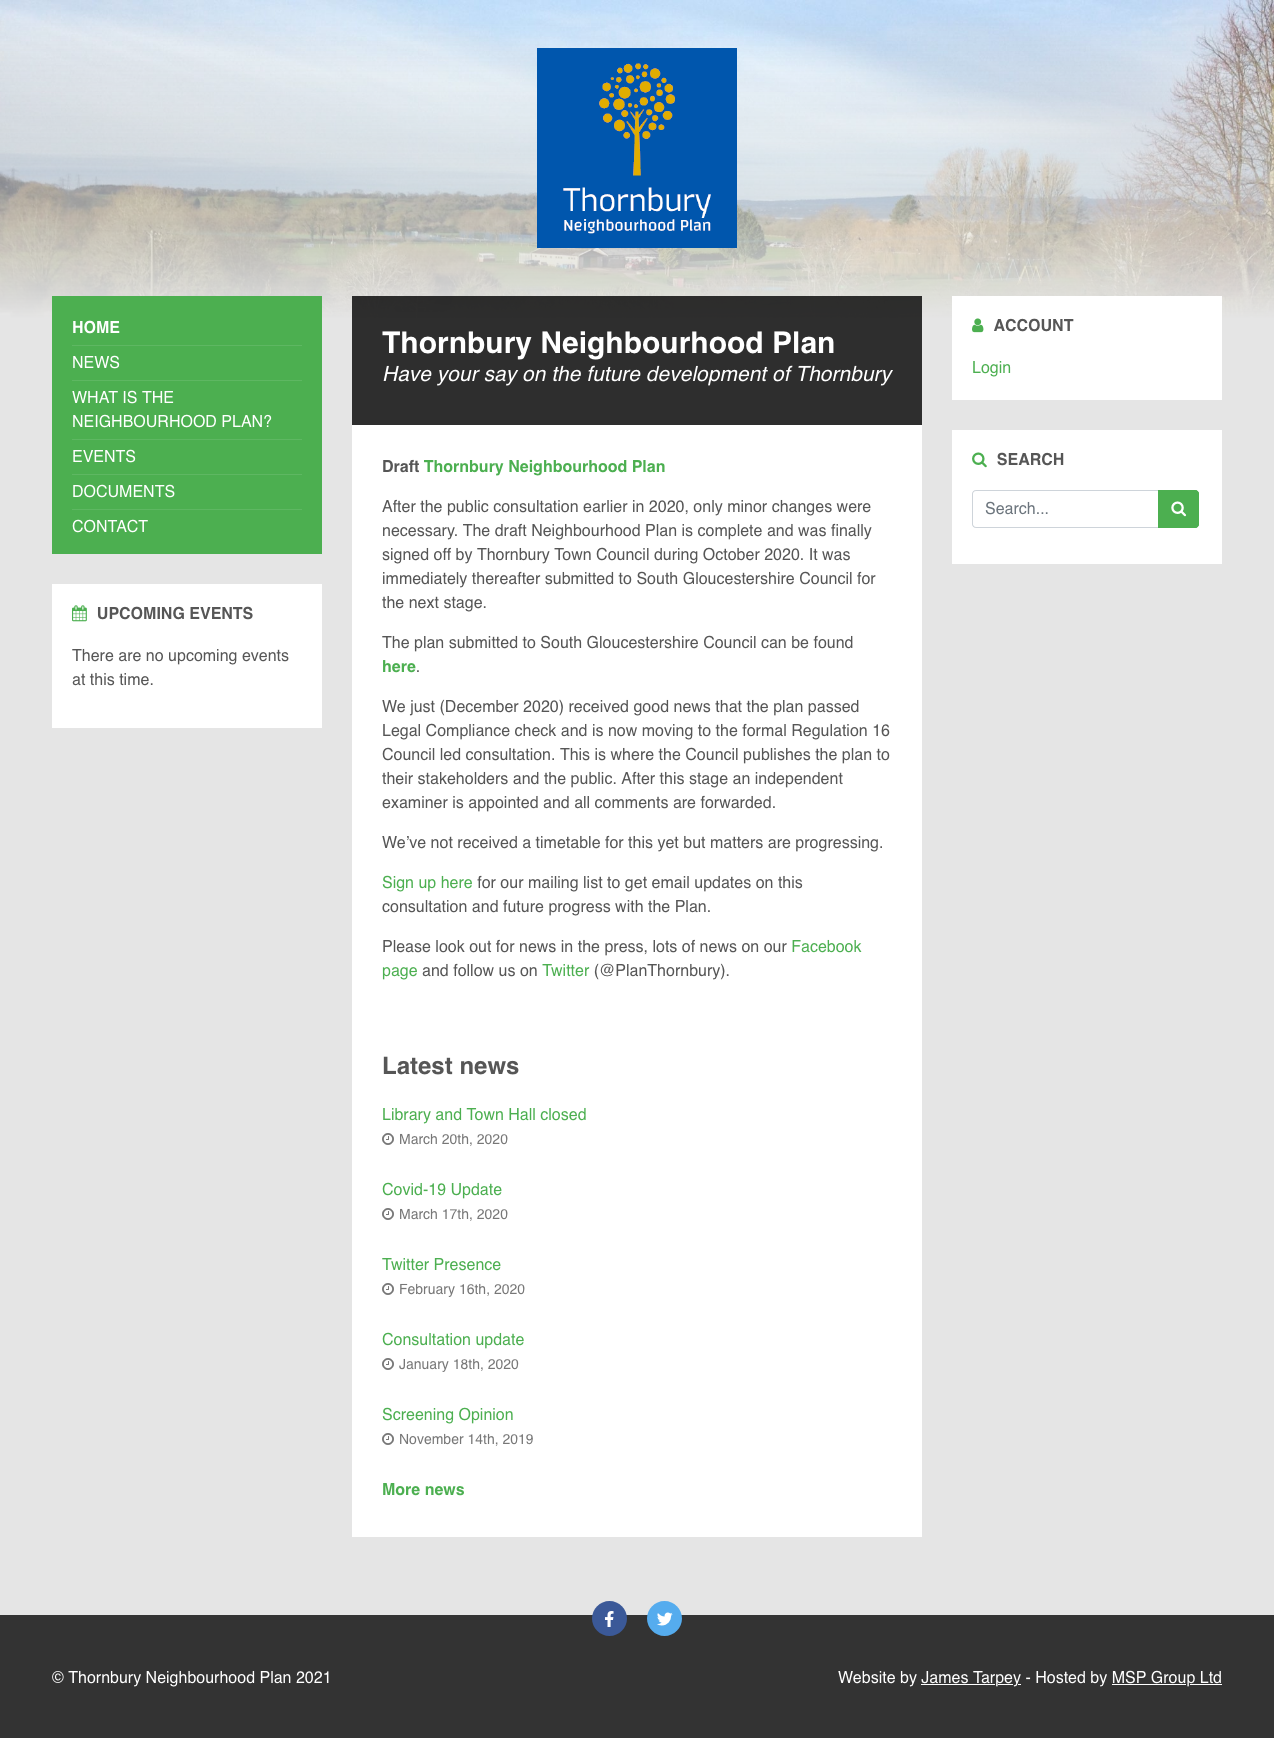 Thornbury
Neighbourhood Plan
HOME
NEWS
WHAT IS THE
NEIGHBOURHOOD PLAN?
EVENTS
DOCUMENTS
CONTACT
UPCOMING EVENTS
There are no upcoming events
at this time.
Thornbury Neighbourhood Plan
Have your say on the future development of Thornbury
Draft Thornbury Neighbourhood Plan
After the public consultation earlier in 2020, only minor changes were
necessary. The draft Neighbourhood Plan is complete and was finally
signed off by Thornbury Town Council during October 2020. It was
immediately thereafter submitted to South Gloucestershire Council for
the next stage.
The plan submitted to South Gloucestershire Council can be found
here.
We just (December 2020) received good news that the plan passed
Legal Compliance check and is now moving to the formal Regulation 16
Council led consultation. This is where the Council publishes the plan to
their stakeholders and the public. After this stage an independent
examiner is appointed and all comments are forwarded.
We’ve not received a timetable for this yet but matters are progressing.
Sign up here for our mailing list to get email updates on this
consultation and future progress with the Plan.
Please look out for news in the press, lots of news on our Facebook
page and follow us on Twitter (@PlanThornbury).
Latest news
Library and Town Hall closed
March 20th, 2020
Covid-19 Update
March 17th, 2020
Twitter Presence
February 16th, 2020
Consultation update
January 18th, 2020
Screening Opinion
November 14th, 2019
More news
ACCOUNT
Login
SEARCH
Search...
© Thornbury Neighbourhood Plan 2021
Website by James Tarpey - Hosted by MSP Group Ltd